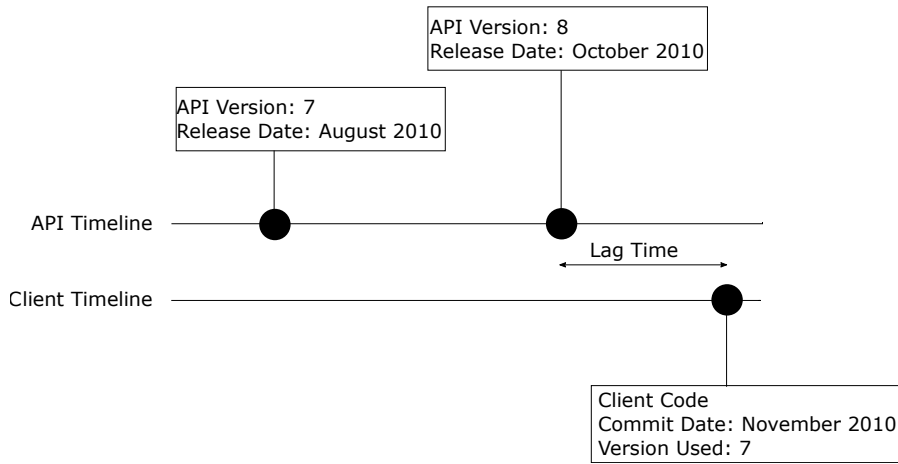 API Version: 8
Release Date: October 2010
API Version: 7
Release Date: August 2010
API Timeline
Lag Time
Client Timeline
Client Code
Commit Date: November 2010
Version Used: 7